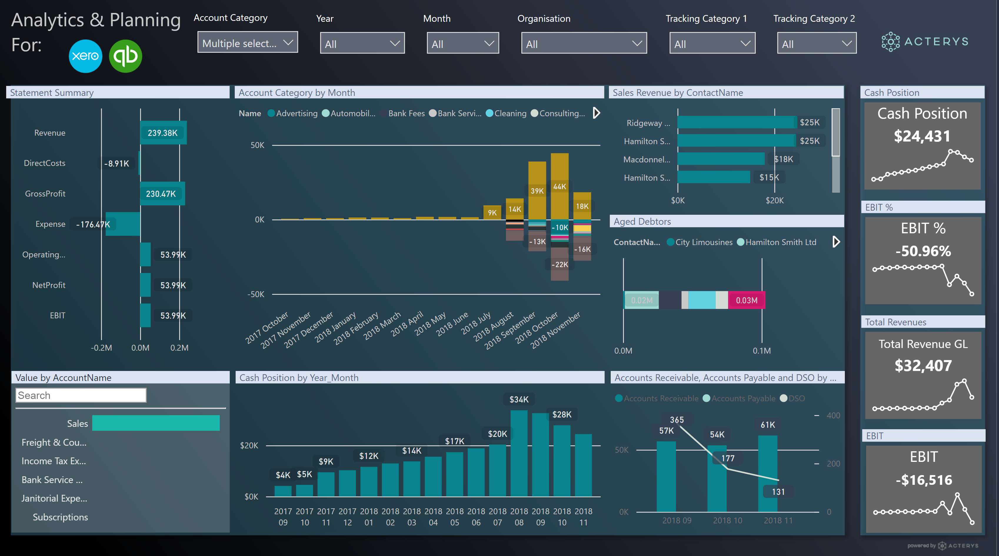 Analytics & Planning
For:
xero
qb
Account Category
Multiple select...
Year
All
Month
All
Organisation
All
Tracking Category 1
All
Tracking Category 2
All
ACTERYS
Statement Summary
Revenue
239.38K
DirectCosts
-8.91K
GrossProfit
230.47K
Expense
-176.47K
Operating...
53.99K
NetProfit
53.99K
EBIT
53.99K
-0.2M 0.0M 0.2M
Account Category by Month
Name Advertising Automobil... Bank Fees Bank Servi... Cleaning Consulting...
50K
0K
-50K
9K
14K
39K
44K
18K
-13K
-10K
-22K
-16K
2017 October
2017 November
2017 December
2018 January
2018 February
2018 March
2018 April
2018 May
2018 June
2018 July
2018 August
2018 September
2018 October
2018 November
Sales Revenue by ContactName
Ridgeway ... $25K
Hamilton S... $25K
Macdonnel... $18K
Hamilton S... $15K
$0K $20K
Aged Debtors
ContactNa... City Limousines Hamilton Smith Ltd
0.02M 0.03M
0.0M 0.1M
Cash Position
Cash Position
$24,431
EBIT %
EBIT %
-50.96%
Total Revenues
Total Revenue GL
$32,407
EBIT
EBIT
-$16,516
Value by AccountName
Search
Sales
Freight & Cou...
Income Tax Ex...
Bank Service ...
Janitorial Expe...
Subscriptions
Cash Position by Year_Month
$20K
$0K
$4K
$5K
$9K
$12K
$14K
$17K
$20K
$34K
$28K
2017 2017 2017 2017 2018 2018 2018 2018 2018 2018 2018 2018 2018 2018 2018
09 10 11 12 01 02 03 04 05 06 07 08 09 10 11
Accounts Receivable, Accounts Payable and DSO by ...
Accounts Receivable Accounts Payable DSO
50K
0K
400
200
0
365
57K
54K
177
61K
131
2018 09 2018 10 2018 11
powered by ACTERYS